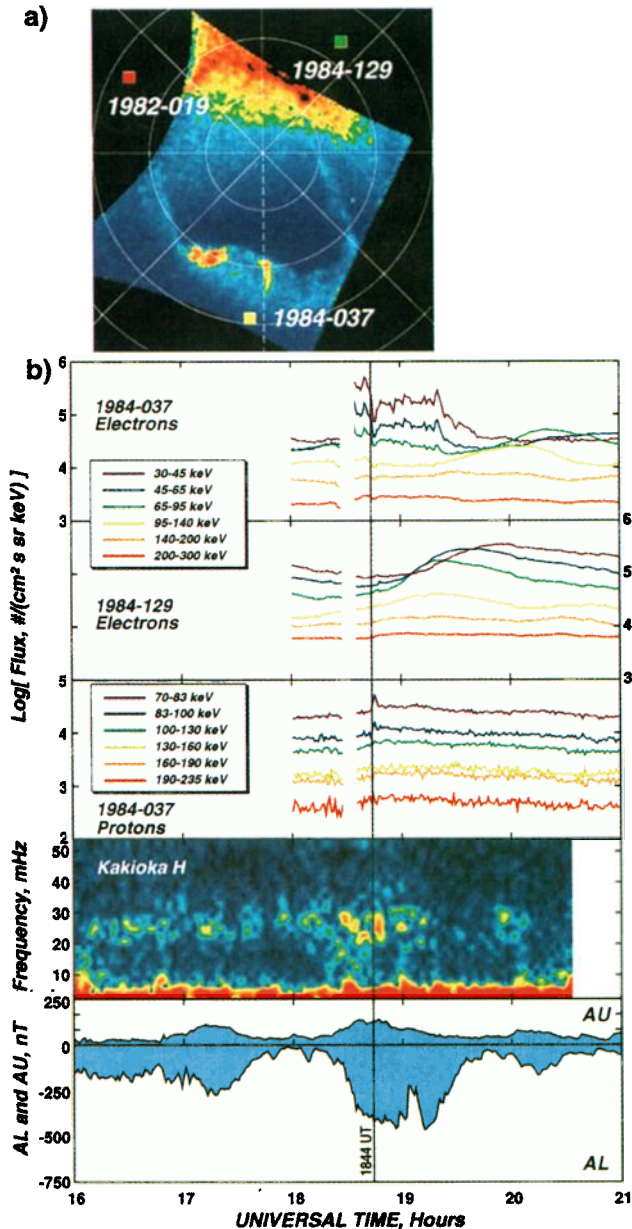 a)
1984-129
1982-019
1984-037
b)
6
1984-037
Electrons
5
30-45 keV
45-65 keV
65-95 keV
95-140 keV
140-200 keV
200-300 keV
4
3
6
1984-129
Electrons
5
4
3
Log[ Flux, #/(cm² s sr keV) ]
5
70-83 keV
83-100 keV
100-130 keV
130-160 keV
160-190 keV
190-235 keV
4
3
1984-037
Protons
2
Kakioka H
50
40
30
20
10
Frequency, mHz
250
AU
0
-250
-500
-750
AL and AU, nT
1844 UT
AL
16 17 18 19 20 21
UNIVERSAL TIME, Hours